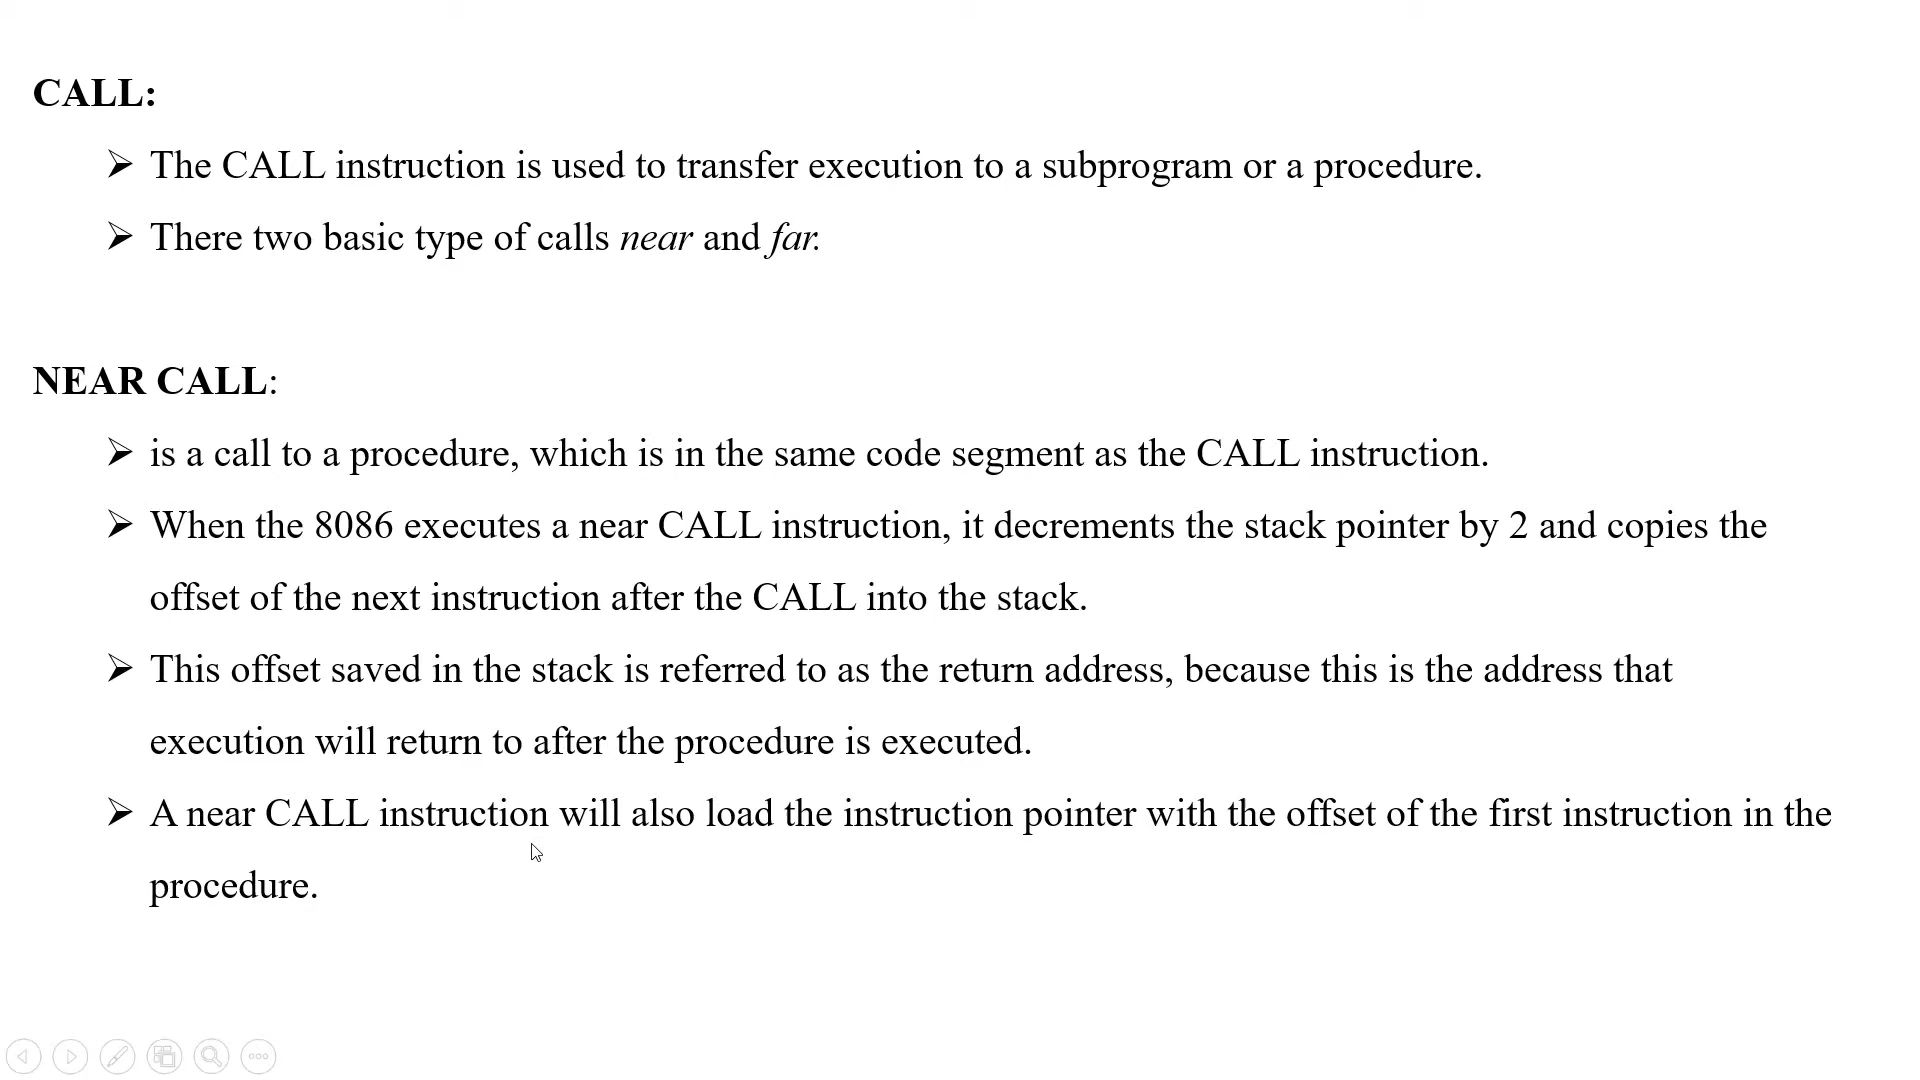 CALL:
➢ The CALL instruction is used to transfer execution to a subprogram or a procedure.
➢ There two basic type of calls near and far.
NEAR CALL:
➢ is a call to a procedure, which is in the same code segment as the CALL instruction.
➢ When the 8086 executes a near CALL instruction, it decrements the stack pointer by 2 and copies the
offset of the next instruction after the CALL into the stack.
➢ This offset saved in the stack is referred to as the return address, because this is the address that
execution will return to after the procedure is executed.
➢ A near CALL instruction will also load the instruction pointer with the offset of the first instruction in the
procedure.